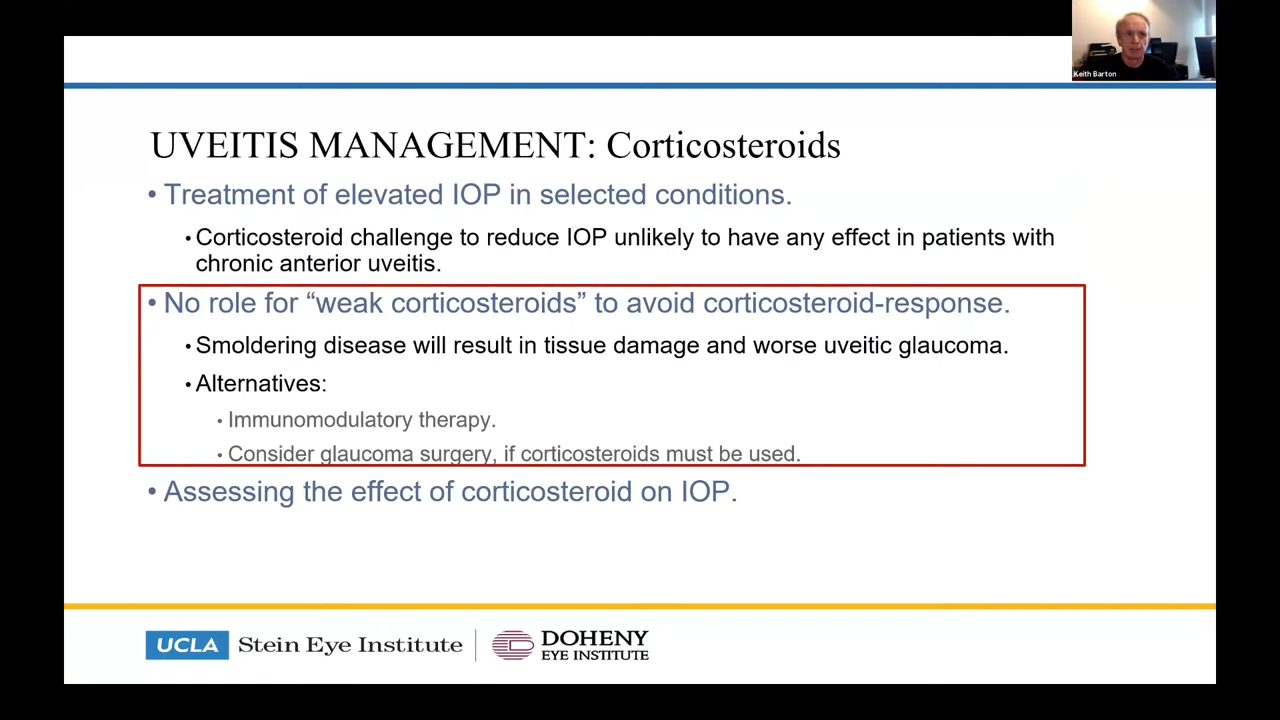 Keith Barton
UVEITIS MANAGEMENT: Corticosteroids
• Treatment of elevated IOP in selected conditions.
• Corticosteroid challenge to reduce IOP unlikely to have any effect in patients with
chronic anterior uveitis.
• No role for “weak corticosteroids” to avoid corticosteroid-response.
• Smoldering disease will result in tissue damage and worse uveitic glaucoma.
• Alternatives:
• Immunomodulatory therapy.
• Consider glaucoma surgery, if corticosteroids must be used.
• Assessing the effect of corticosteroid on IOP.
UCLA Stein Eye Institute
DOHENY
EYE INSTITUTE